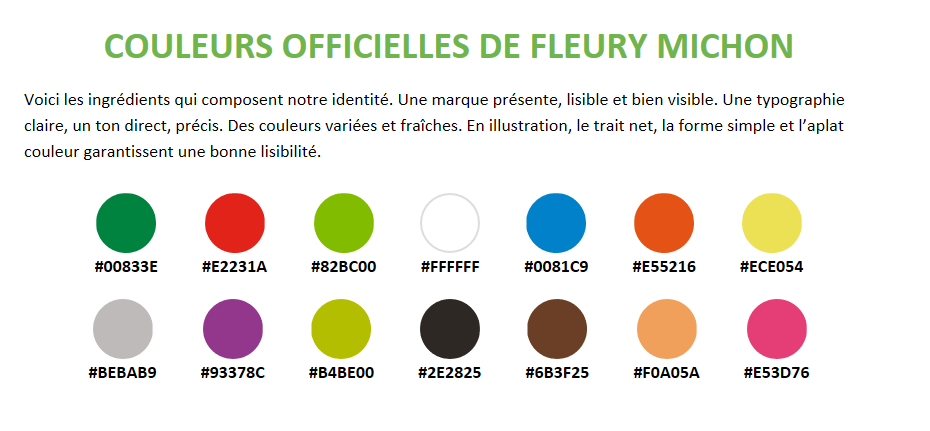 COULEURS OFFICIELLES DE FLEURY MICHON
Voici les ingrédients qui composent notre identité. Une marque présente, lisible et bien visible. Une typographie
claire, un ton direct, précis. Des couleurs variées et fraîches. En illustration, le trait net, la forme simple et l’aplat
couleur garantissent une bonne lisibilité.
#00833E #E2231A #82BC00 #FFFFFF #0081C9 #E55216 #ECE054
#BEBAB9 #93378C #B4BE00 #2E2825 #6B3F25 #F0A05A #E53D76